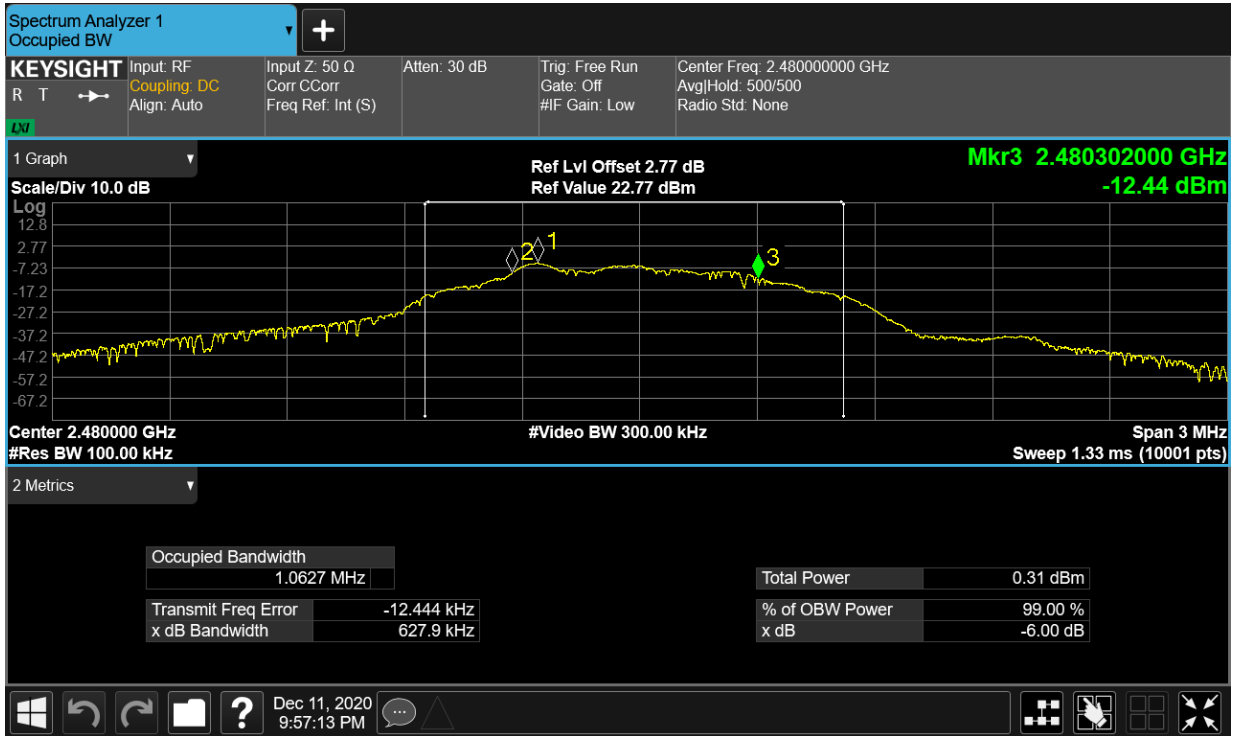 Spectrum Analyzer 1
Occupied BW
KEYSIGHT
R T
LXI
Input: RF
Coupling: DC
Align: Auto
Input Z: 50 Ω
Corr CCorr
Freq Ref: Int (S)
Atten: 30 dB
Trig: Free Run
Gate: Off
#IF Gain: Low
Center Freq: 2.480000000 GHz
Avg|Hold: 500/500
Radio Std: None
1 Graph
Scale/Div 10.0 dB
Ref Lvl Offset 2.77 dB
Ref Value 22.77 dBm
Mkr3 2.480302000 GHz
-12.44 dBm
Log
12.8
2.77
-7.23
-17.2
-27.2
-37.2
-47.2
-57.2
-67.2
2
1
3
Center 2.480000 GHz
#Res BW 100.00 kHz
#Video BW 300.00 kHz
Span 3 MHz
Sweep 1.33 ms (10001 pts)
2 Metrics
Occupied Bandwidth
1.0627 MHz
Transmit Freq Error -12.444 kHz
x dB Bandwidth 627.9 kHz
Total Power 0.31 dBm
% of OBW Power 99.00 %
x dB -6.00 dB
?
Dec 11, 2020
9:57:13 PM